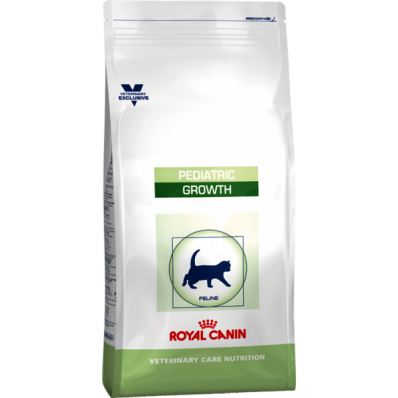 VETERINARY
EXCLUSIVE
PEDIATRIC
GROWTH
FELINE
ROYAL CANIN
VETERINARY CARE NUTRITION